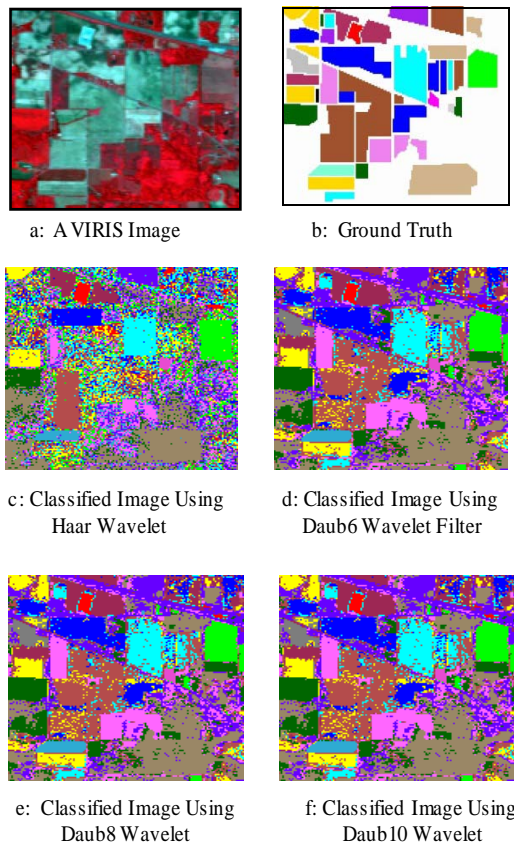 a: AVIRIS Image
b: Ground Truth
c: Classified Image Using
Haar Wavelet
d: Classified Image Using
Daub6 Wavelet Filter
e: Classified Image Using
Daub8 Wavelet
f: Classified Image Using
Daub10 Wavelet